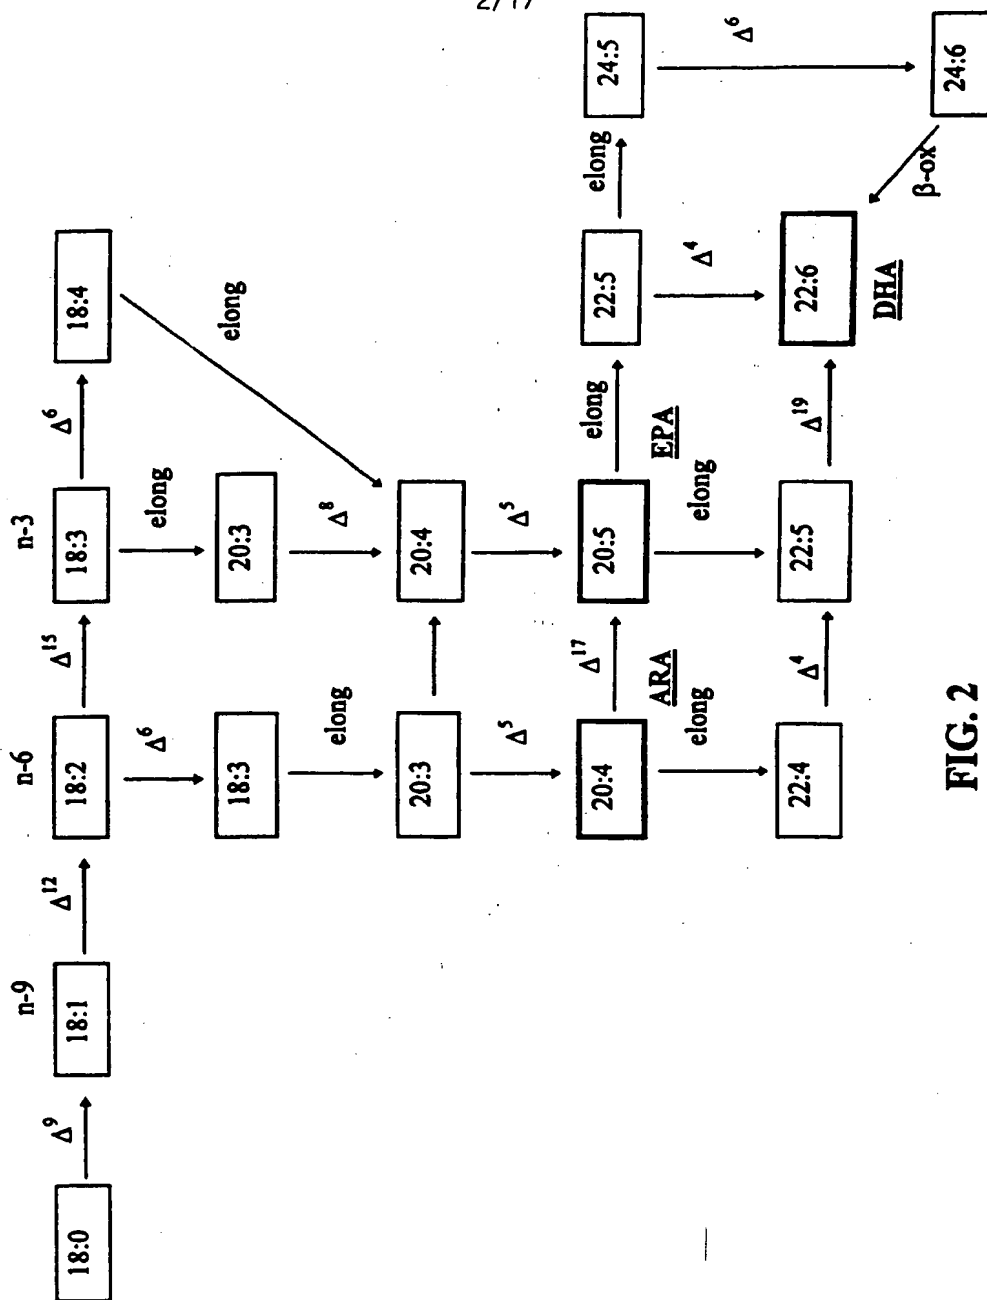 2/17
n-9 n-6 n-3
Δ⁹ Δ¹² Δ¹⁵ Δ⁶
18:0 18:1 18:2 18:3 18:4
Δ⁶ elong
18:3 20:3 elong
elong Δ⁸
20:3 20:4
Δ⁵ Δ⁵
Δ¹⁷ elong elong
20:4 20:5 22:5 24:5
ARA EPA
elong elong Δ⁴ Δ⁶
Δ⁴ Δ¹⁹
22:4 22:5 22:6
DHA β-ox
24:6
FIG. 2